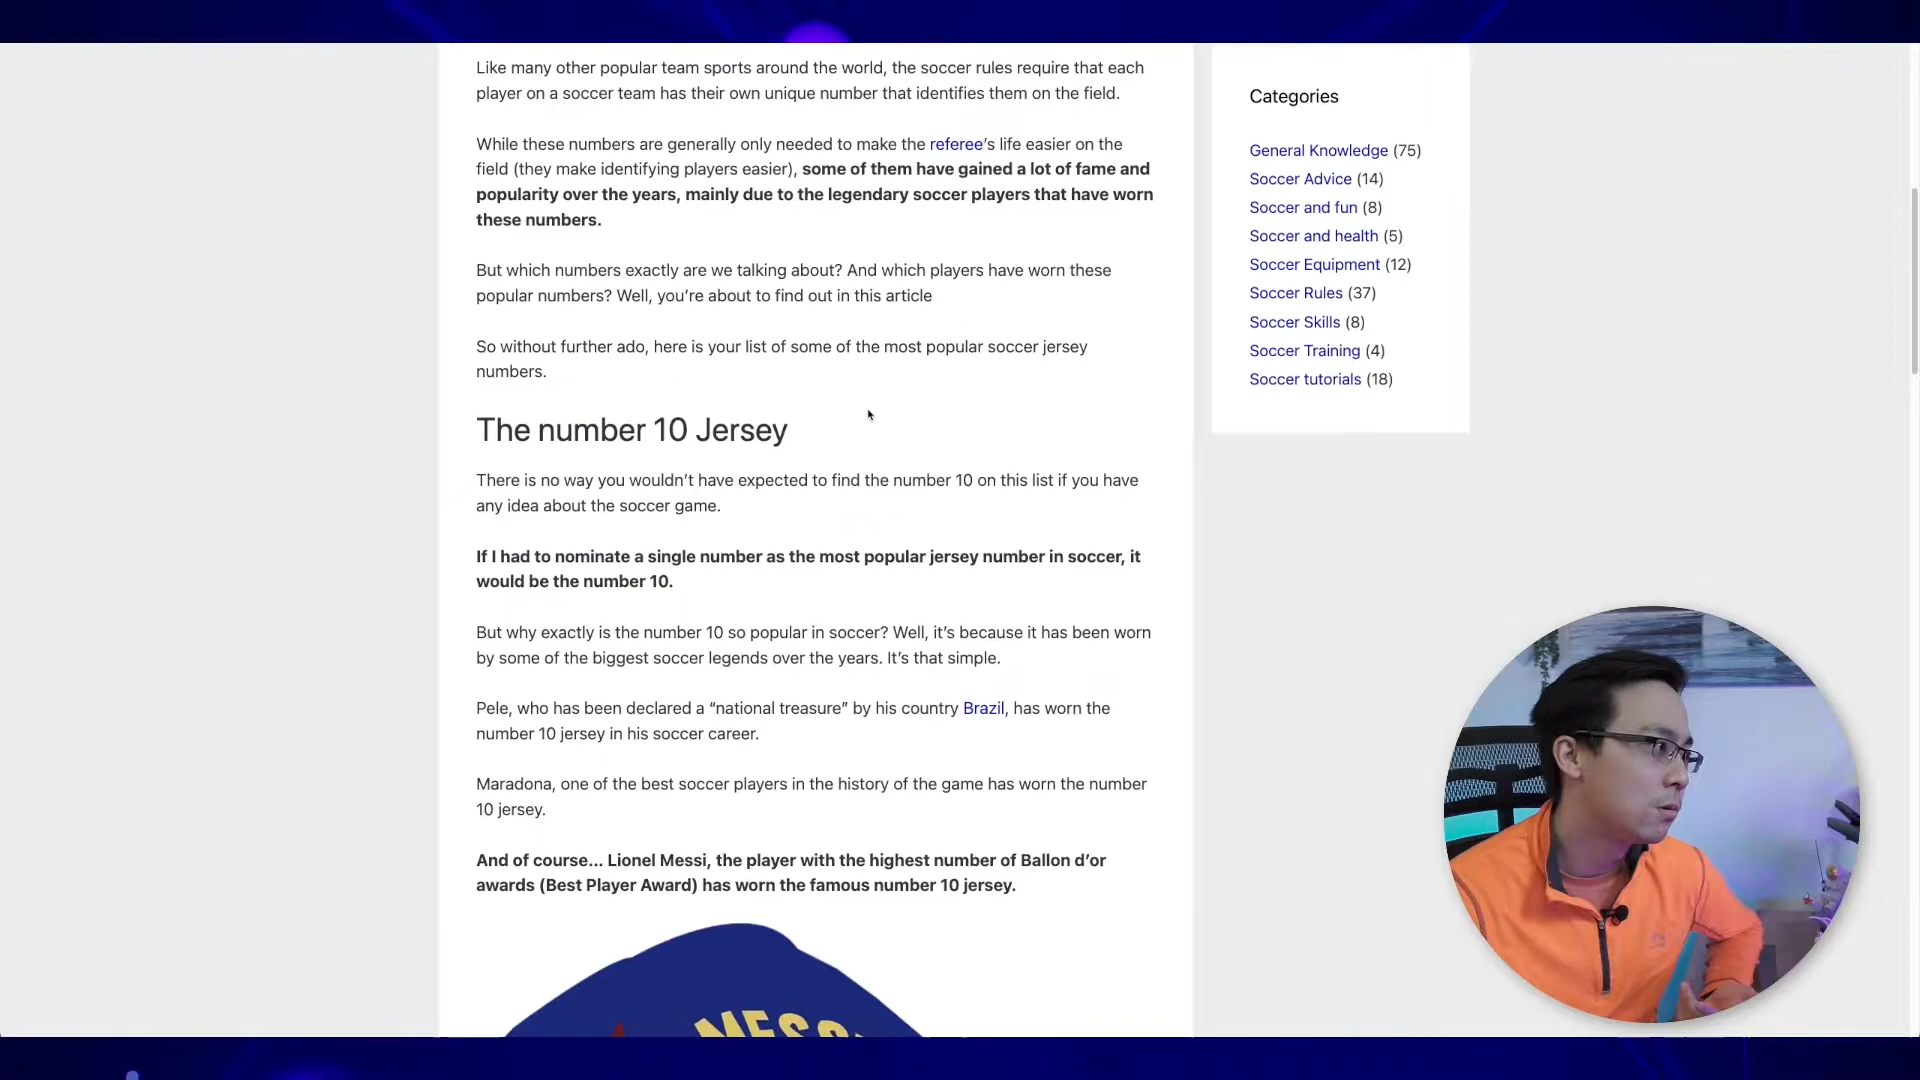 Like many other popular team sports around the world, the soccer rules require that each
player on a soccer team has their own unique number that identifies them on the field.
While these numbers are generally only needed to make the referee’s life easier on the
field (they make identifying players easier), some of them have gained a lot of fame and
popularity over the years, mainly due to the legendary soccer players that have worn
these numbers.
But which numbers exactly are we talking about? And which players have worn these
popular numbers? Well, you’re about to find out in this article
So without further ado, here is your list of some of the most popular soccer jersey
numbers.
The number 10 Jersey
There is no way you wouldn’t have expected to find the number 10 on this list if you have
any idea about the soccer game.
If I had to nominate a single number as the most popular jersey number in soccer, it
would be the number 10.
But why exactly is the number 10 so popular in soccer? Well, it’s because it has been worn
by some of the biggest soccer legends over the years. It’s that simple.
Pele, who has been declared a “national treasure” by his country Brazil, has worn the
number 10 jersey in his soccer career.
Maradona, one of the best soccer players in the history of the game has worn the number
10 jersey.
And of course... Lionel Messi, the player with the highest number of Ballon d’or
awards (Best Player Award) has worn the famous number 10 jersey.
Categories
General Knowledge (75)
Soccer Advice (14)
Soccer and fun (8)
Soccer and health (5)
Soccer Equipment (12)
Soccer Rules (37)
Soccer Skills (8)
Soccer Training (4)
Soccer tutorials (18)